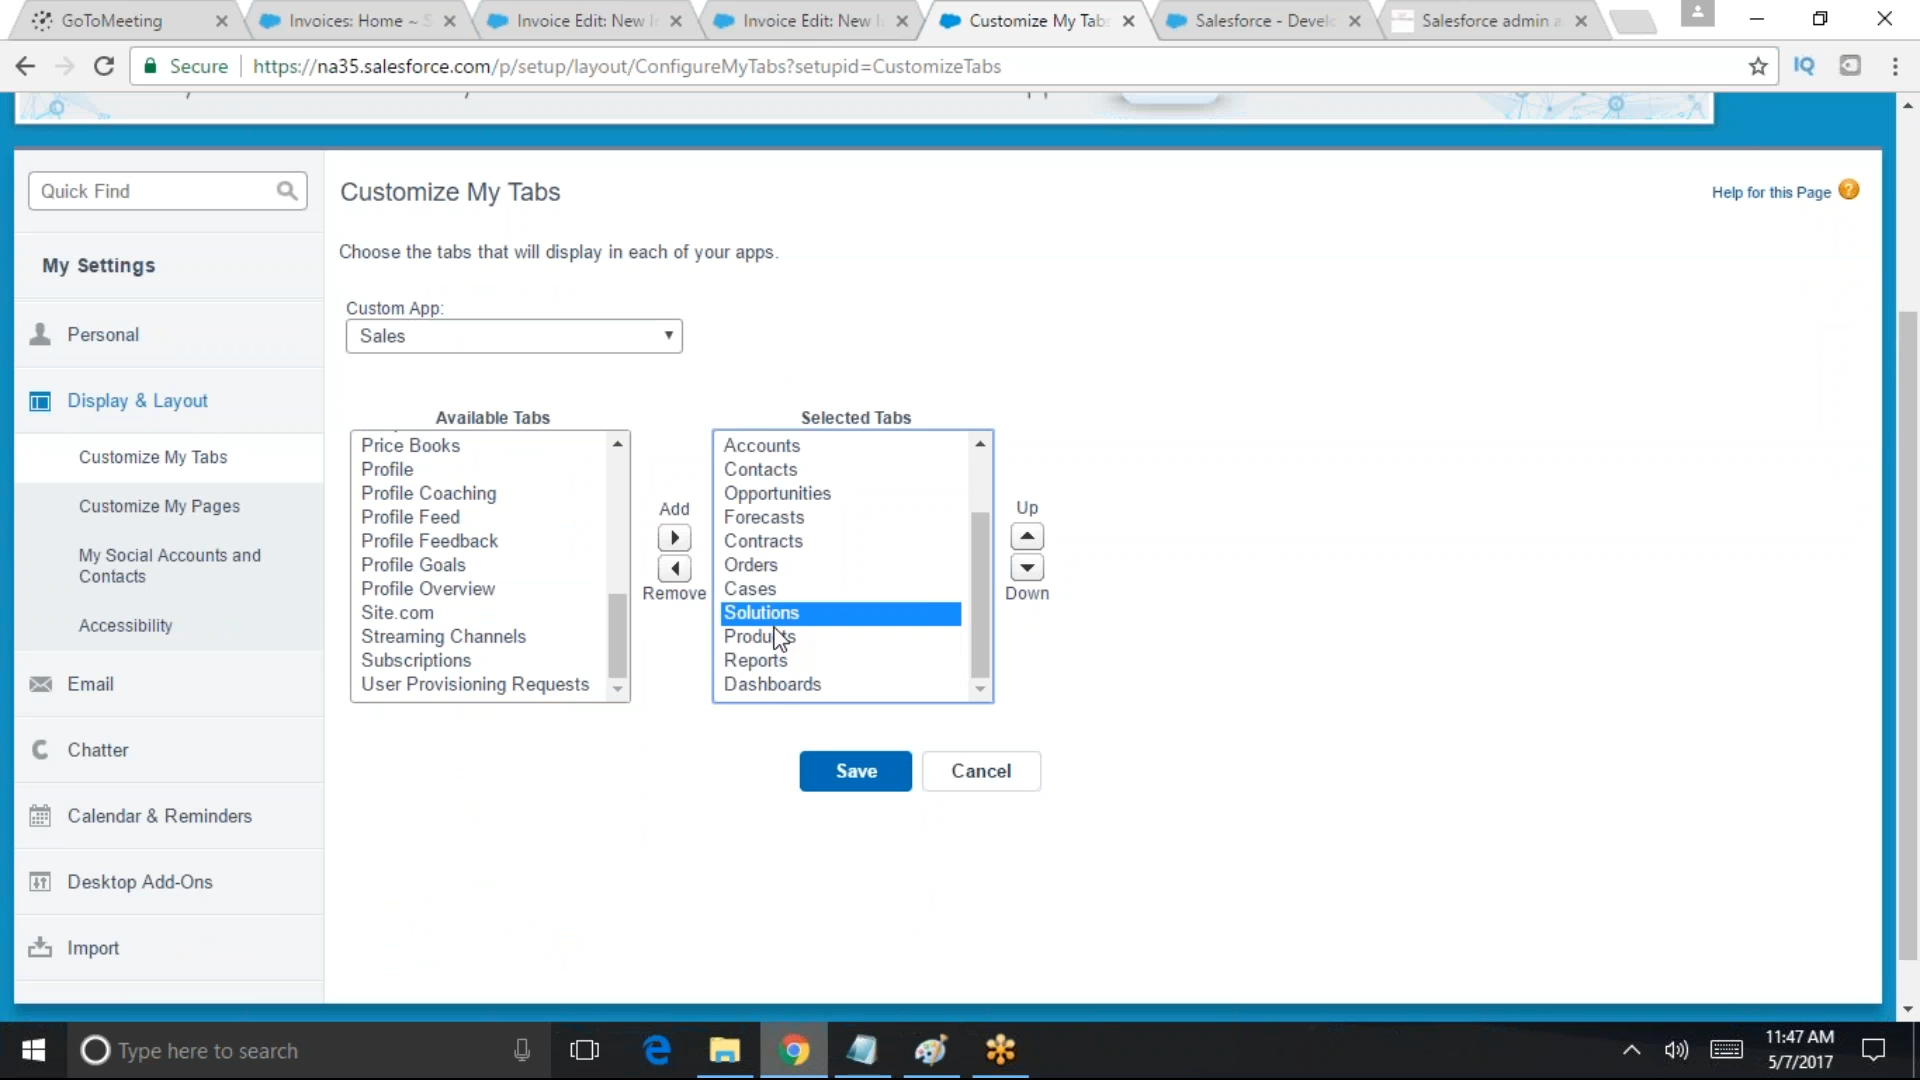 GoToMeeting
Invoices: Home ~ S
Invoice Edit: New I
Invoice Edit: New I
Customize My Tabs
Salesforce - Develo
Salesforce admin a
Secure
https://na35.salesforce.com/p/setup/layout/ConfigureMyTabs?setupid=CustomizeTabs
IQ
Quick Find
My Settings
Personal
Display & Layout
Customize My Tabs
Customize My Pages
My Social Accounts and
Contacts
Accessibility
Email
Chatter
Calendar & Reminders
Desktop Add-Ons
Import
Customize My Tabs
Help for this Page
Choose the tabs that will display in each of your apps.
Custom App:
Sales
Available Tabs
Price Books
Profile
Profile Coaching
Profile Feed
Profile Feedback
Profile Goals
Profile Overview
Site.com
Streaming Channels
Subscriptions
User Provisioning Requests
Add
Remove
Selected Tabs
Accounts
Contacts
Opportunities
Forecasts
Contracts
Orders
Cases
Solutions
Products
Reports
Dashboards
Up
Down
Save
Cancel
Type here to search
11:47 AM
5/7/2017